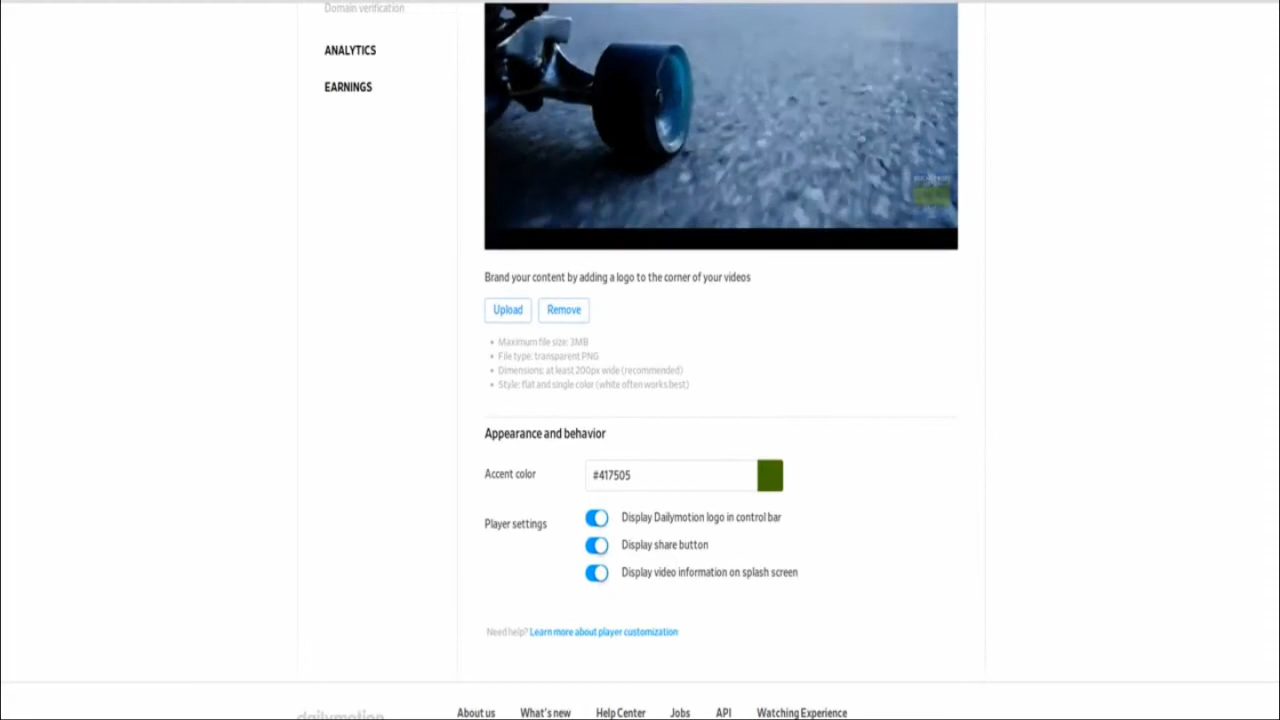 Domain verification
ANALYTICS
EARNINGS
Brand your content by adding a logo to the corner of your videos
Upload Remove
• Maximum file size: 3MB
• File type: transparent PNG
• Dimensions: at least 200px wide (recommended)
• Style: flat and single color (white often works best)
Appearance and behavior
Accent color #417505
Player settings Display Dailymotion logo in control bar
Display share button
Display video information on splash screen
Need help? Learn more about player customization
dailymotion About us What's new Help Center Jobs API Watching Experience